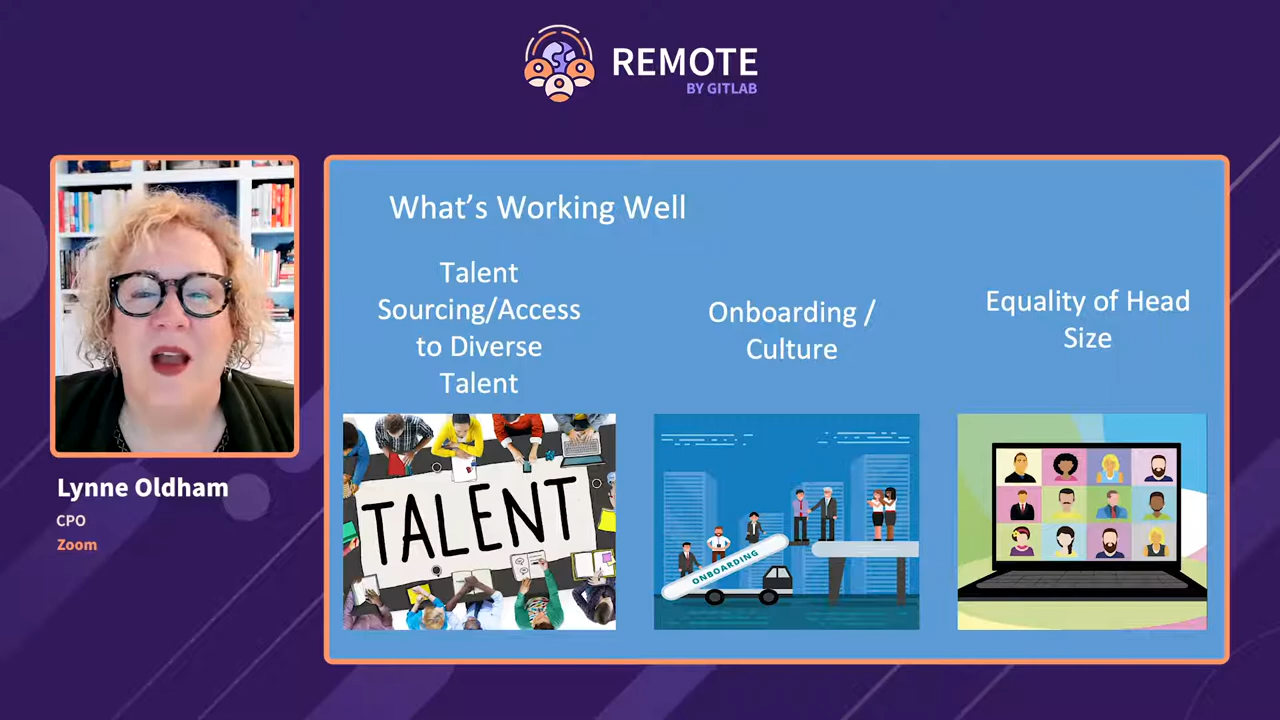 REMOTE
BY GITLAB
What's Working Well
Talent
Sourcing/Access
to Diverse
Talent
Onboarding /
Culture
Equality of Head
Size
TALENT
ONBOARDING
Lynne Oldham
CPO
Zoom